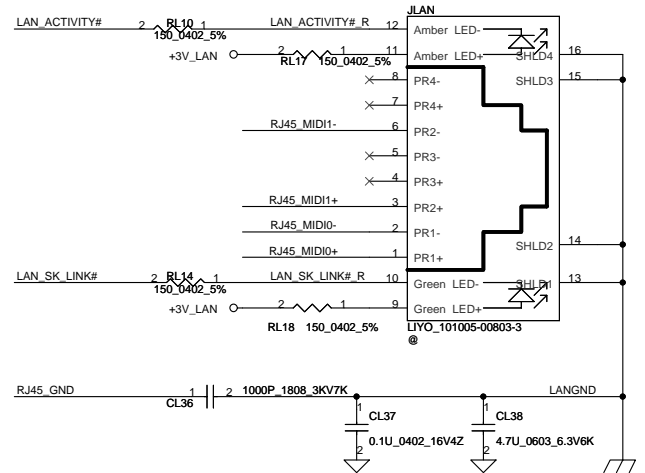 JLAN
LAN_ACTIVITY# 2 RL10 1 LAN_ACTIVITY#_R 12 Amber LED-
150_0402_5%
+3V_LAN 2 1 11 Amber LED+ SHLD4 16
RL17 150_0402_5%
8 PR4- SHLD3 15
7 PR4+
RJ45_MIDI1- 6 PR2-
5 PR3-
4 PR3+
RJ45_MIDI1+ 3 PR2+
RJ45_MIDI0- 2 PR1-
SHLD2 14
RJ45_MIDI0+ 1 PR1+
LAN_SK_LINK# 2 RL14 1 LAN_SK_LINK#_R 10 Green LED- SHLD1 13
150_0402_5%
+3V_LAN 2 1 9 Green LED+
RL18 150_0402_5% LIYO_101005-00803-3
@
RJ45_GND 1 2 1000P_1808_3KV7K LANGND
CL36
1 CL37 1 CL38
0.1U_0402_16V4Z 4.7U_0603_6.3V6K
2 2